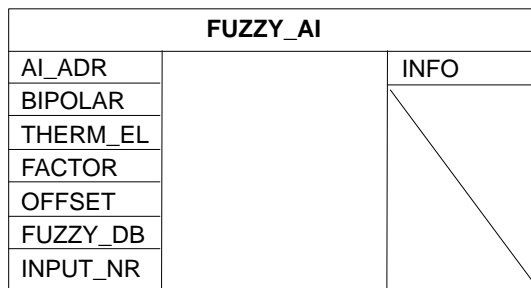 FUZZY_AI
AI_ADR INFO
BIPOLAR
THERM_EL
FACTOR
OFFSET
FUZZY_DB
INPUT_NR